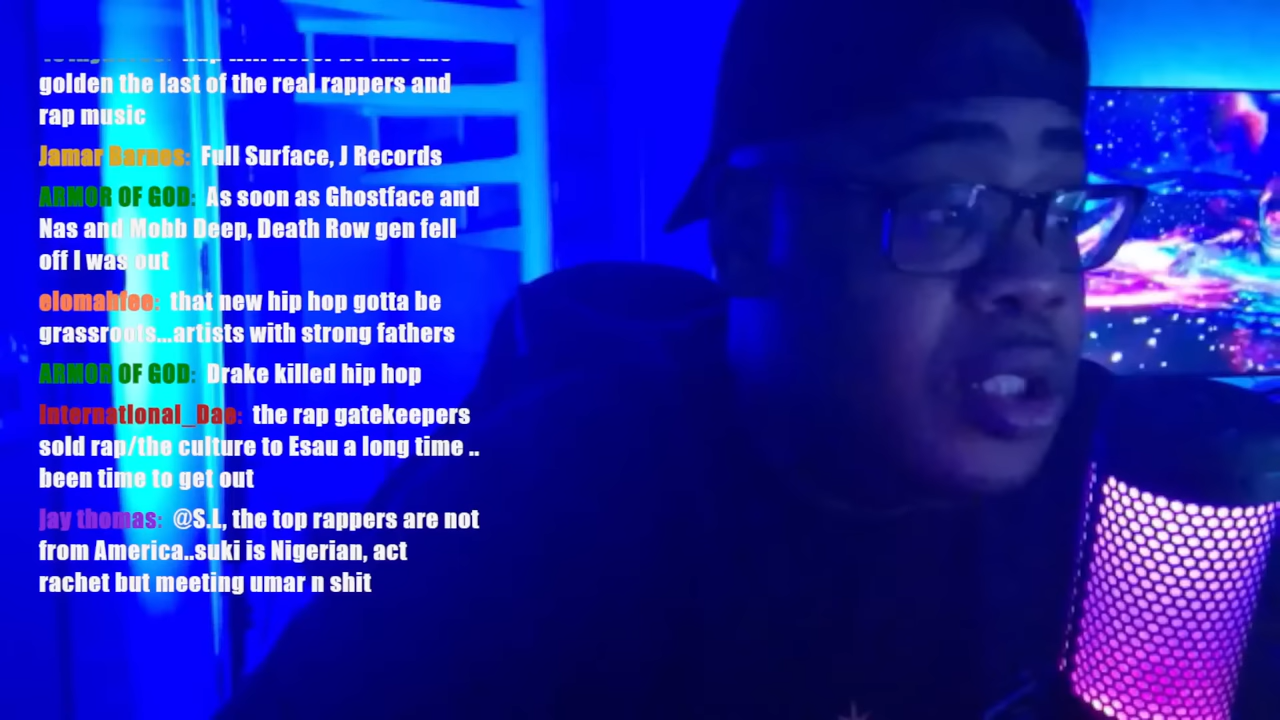 golden the last of the real rappers and
rap music
Jamar Barnes: Full Surface, J Records
ARMOR OF GOD: As soon as Ghostface and
Nas and Mobb Deep, Death Row gen fell
off I was out
elomahfee: that new hip hop gotta be
grassroots...artists with strong fathers
ARMOR OF GOD: Drake killed hip hop
International_Dae: the rap gatekeepers
sold rap/the culture to Esau a long time ..
been time to get out
jay thomas: @S.L, the top rappers are not
from America..suki is Nigerian, act
rachet but meeting umar n shit